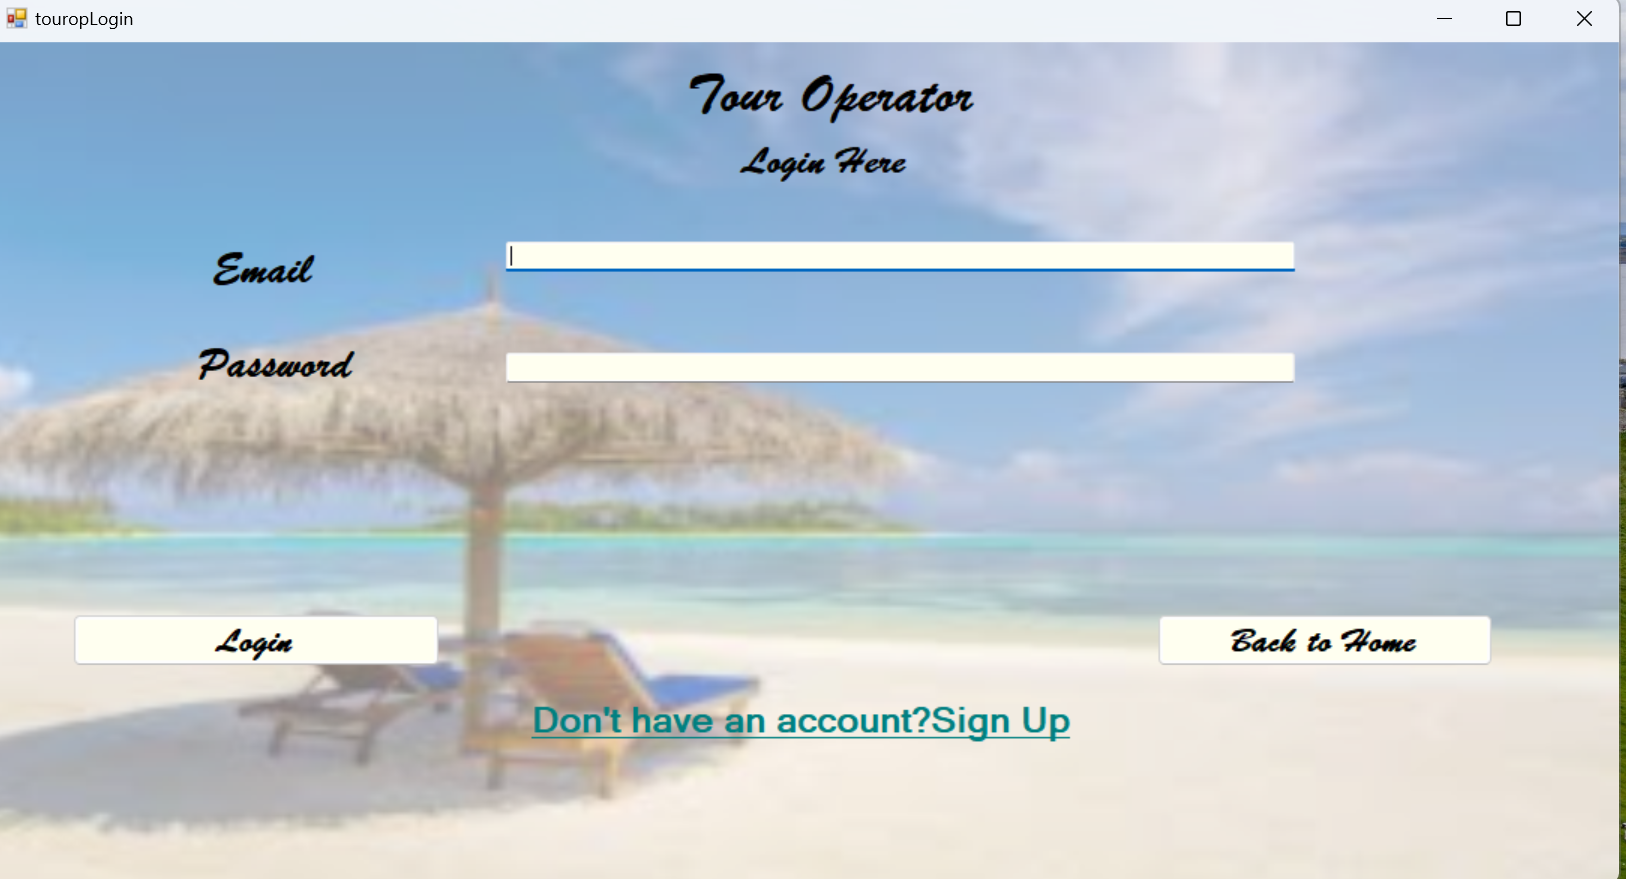 touropLogin
Tour Operator
Login Here
Email
Password
Login
Back to Home
Don't have an account?Sign Up